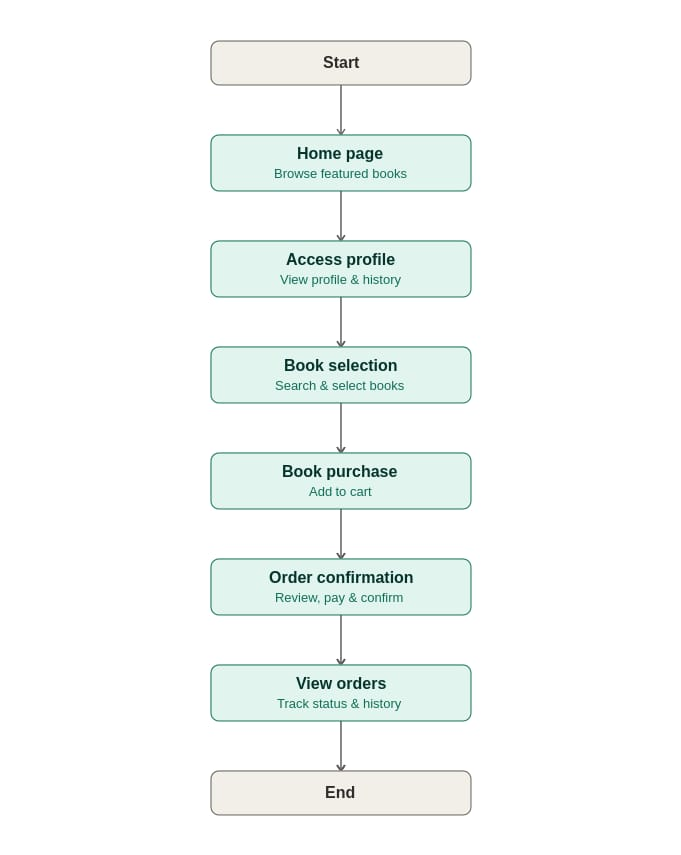 Start
Home page
Browse featured books
Access profile
View profile & history
Book selection
Search & select books
Book purchase
Add to cart
Order confirmation
Review, pay & confirm
View orders
Track status & history
End